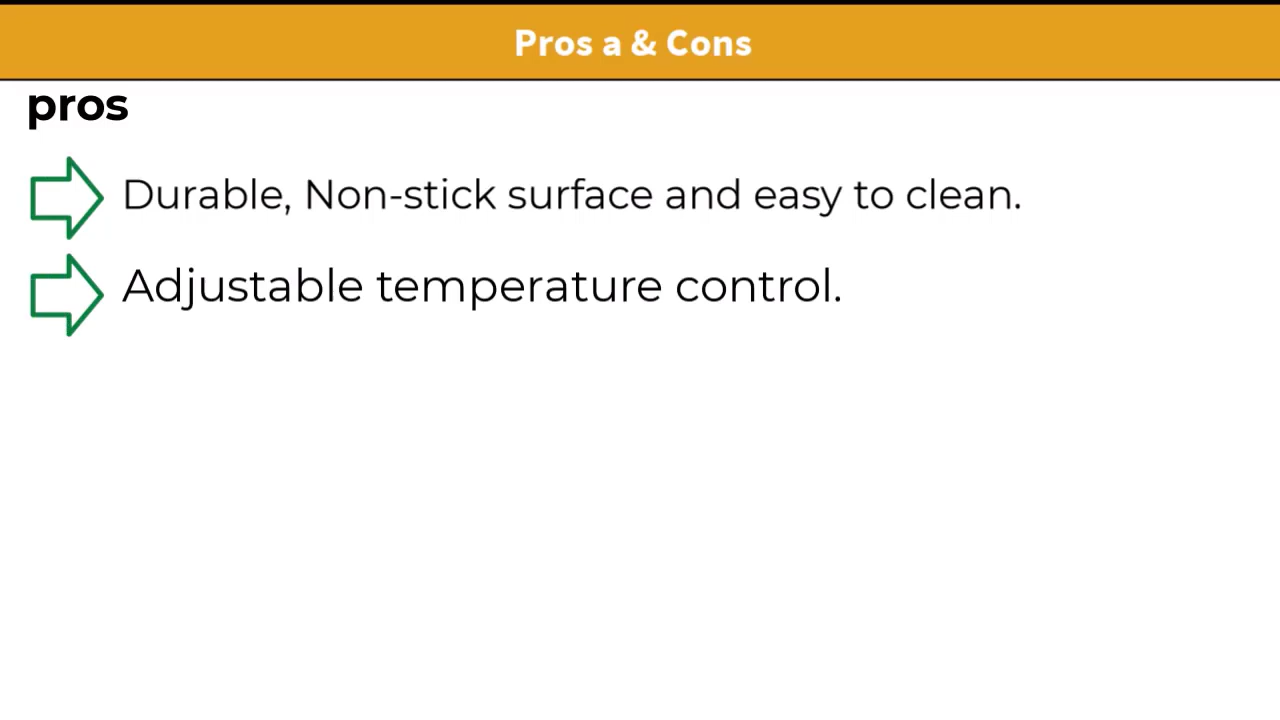 Pros a & Cons
pros
Durable, Non-stick surface and easy to clean.
Adjustable temperature control.